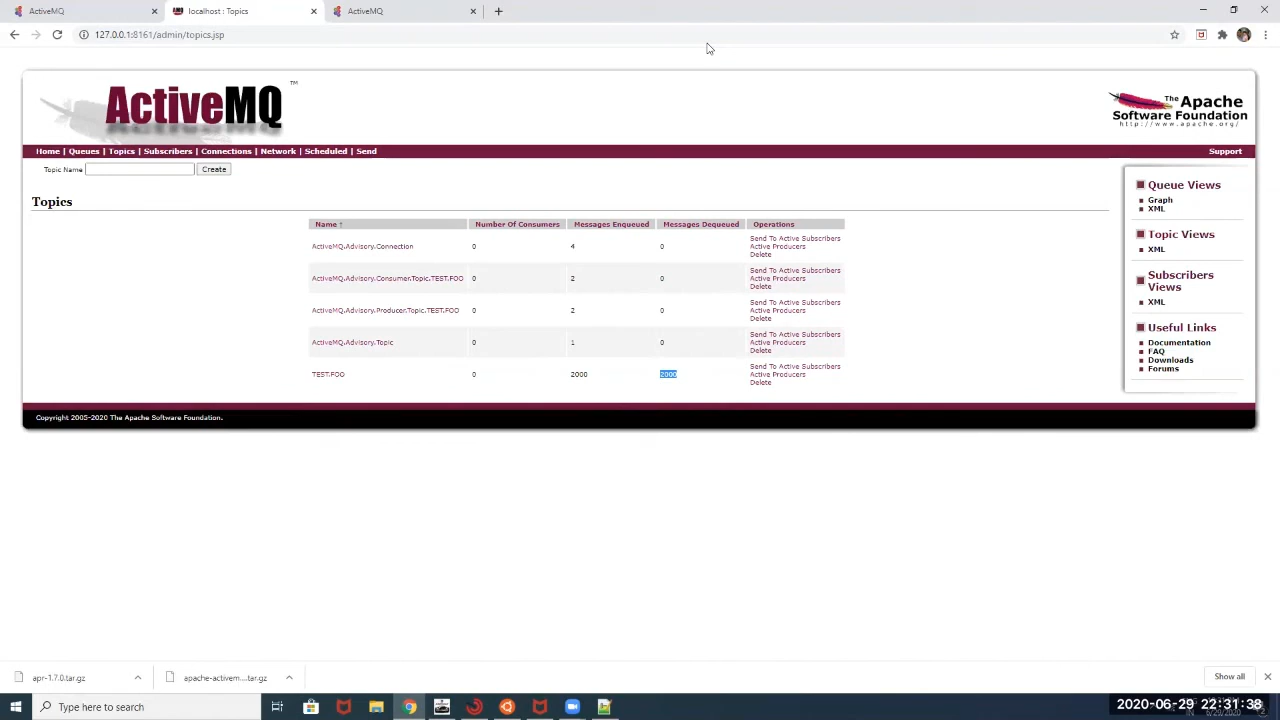 ActiveMQ
localhost : Topics
ActiveMQ
127.0.0.1:8161/admin/topics.jsp
ActiveMQ™
The Apache
Software Foundation
http://www.apache.org/
Home | Queues | Topics | Subscribers | Connections | Network | Scheduled | Send
Support
Topic Name
Create
Topics
Name ↑ Number Of Consumers Messages Enqueued Messages Dequeued Operations
ActiveMQ.Advisory.Connection 0 4 0 Send To Active Subscribers
Active Producers
Delete
ActiveMQ.Advisory.Consumer.Topic.TEST.FOO 0 2 0 Send To Active Subscribers
Active Producers
Delete
ActiveMQ.Advisory.Producer.Topic.TEST.FOO 0 2 0 Send To Active Subscribers
Active Producers
Delete
ActiveMQ.Advisory.Topic 0 1 0 Send To Active Subscribers
Active Producers
Delete
TEST.FOO 0 2000 2000 Send To Active Subscribers
Active Producers
Delete
Queue Views
Graph
XML
Topic Views
XML
Subscribers
Views
XML
Useful Links
Documentation
FAQ
Downloads
Forums
Copyright 2005-2020 The Apache Software Foundation.
apr-1.7.0.tar.gz
apache-activem....tar.gz
Show all
Type here to search
2020-06-29 22:31:38